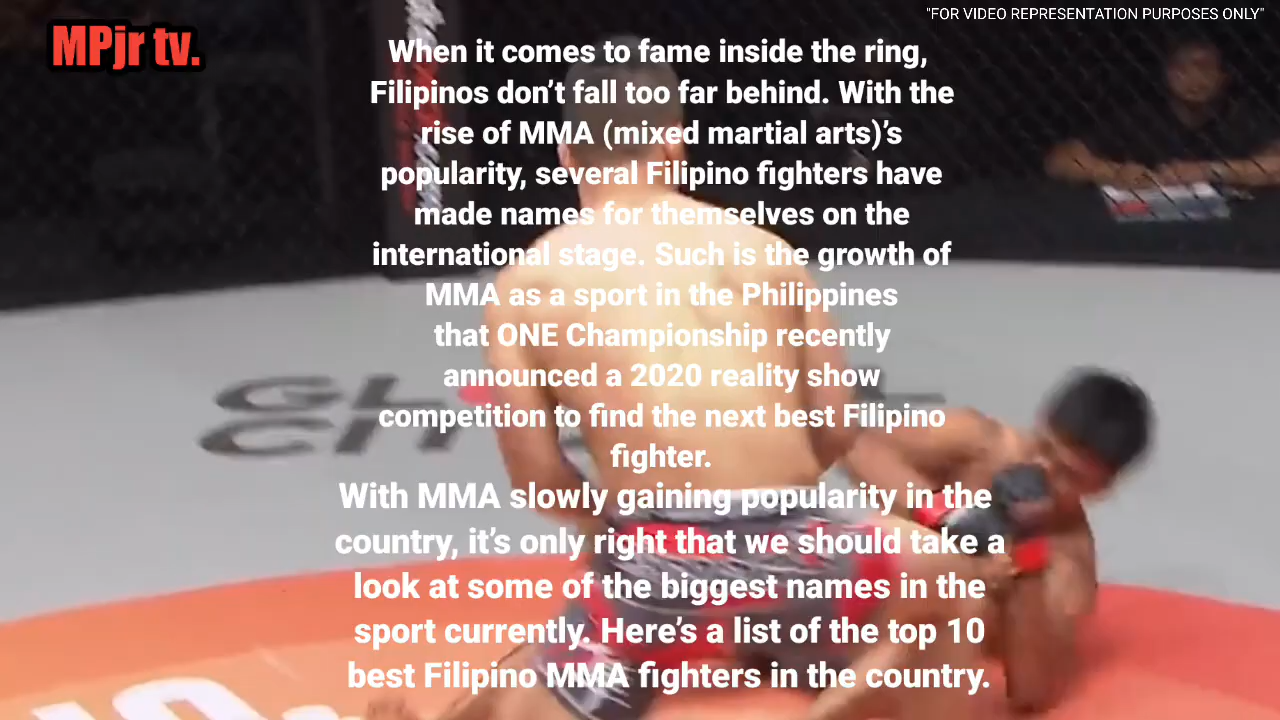 "FOR VIDEO REPRESENTATION PURPOSES ONLY"
MPjr tv.
When it comes to fame inside the ring,
Filipinos don’t fall too far behind. With the
rise of MMA (mixed martial arts)’s
popularity, several Filipino fighters have
made names for themselves on the
international stage. Such is the growth of
MMA as a sport in the Philippines
that ONE Championship recently
announced a 2020 reality show
competition to find the next best Filipino
fighter.
With MMA slowly gaining popularity in the
country, it’s only right that we should take a
look at some of the biggest names in the
sport currently. Here’s a list of the top 10
best Filipino MMA fighters in the country.